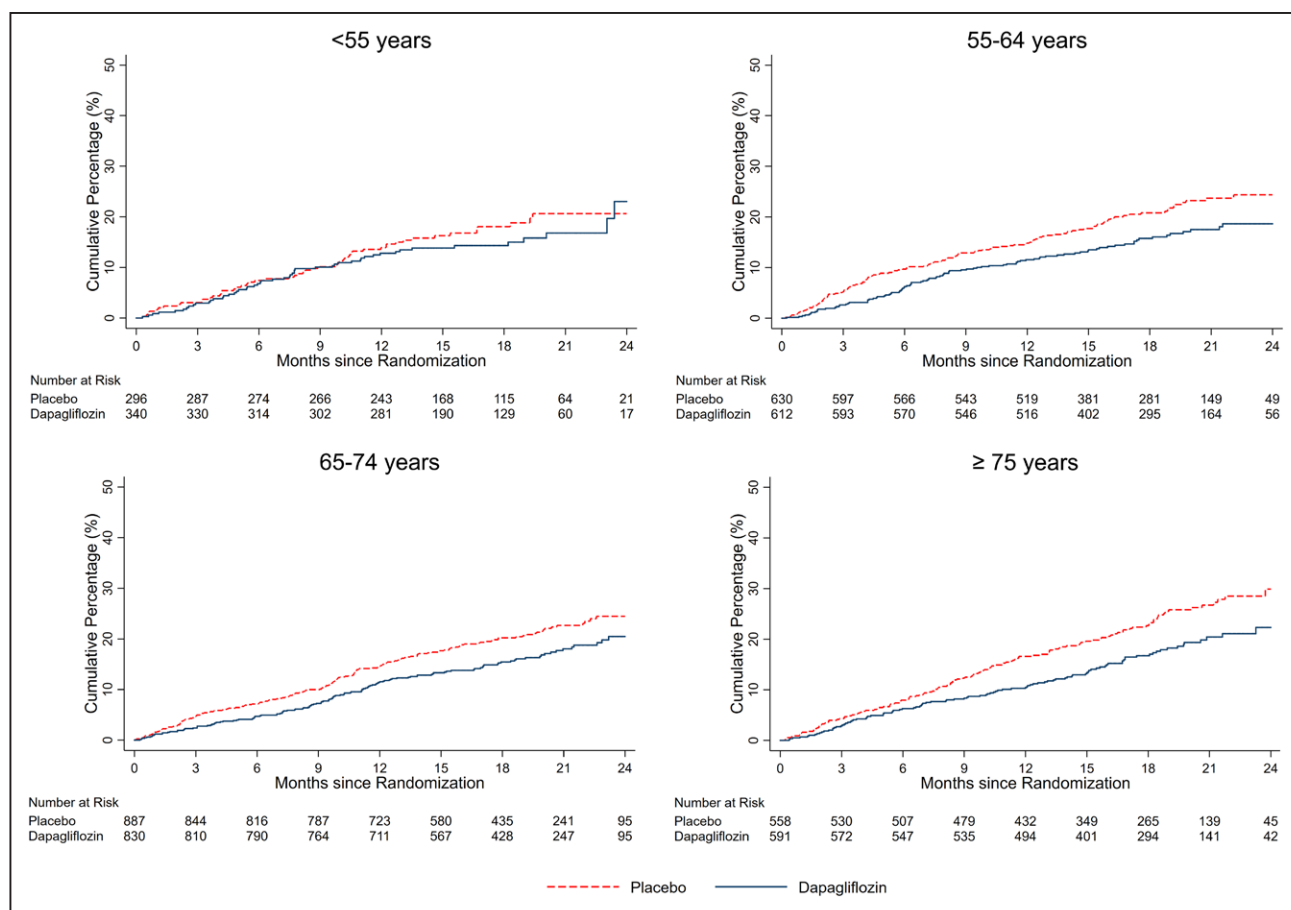 <55 years
50
40
30
20
10
0
Cumulative Percentage (%)
0 3 6 9 12 15 18 21 24
Months since Randomization
Number at Risk
Placebo 296 287 274 266 243 168 115 64 21
Dapagliflozin 340 330 314 302 281 190 129 60 17
55-64 years
50
40
30
20
10
0
Cumulative Percentage (%)
0 3 6 9 12 15 18 21 24
Months since Randomization
Number at Risk
Placebo 630 597 566 543 519 381 281 149 49
Dapagliflozin 612 593 570 546 516 402 295 164 56
65-74 years
50
40
30
20
10
0
Cumulative Percentage (%)
0 3 6 9 12 15 18 21 24
Months since Randomization
Number at Risk
Placebo 887 844 816 787 723 580 435 241 95
Dapagliflozin 830 810 790 764 711 567 428 247 95
≥ 75 years
50
40
30
20
10
0
Cumulative Percentage (%)
0 3 6 9 12 15 18 21 24
Months since Randomization
Number at Risk
Placebo 558 530 507 479 432 349 265 139 45
Dapagliflozin 591 572 547 535 494 401 294 141 42
Placebo Dapagliflozin